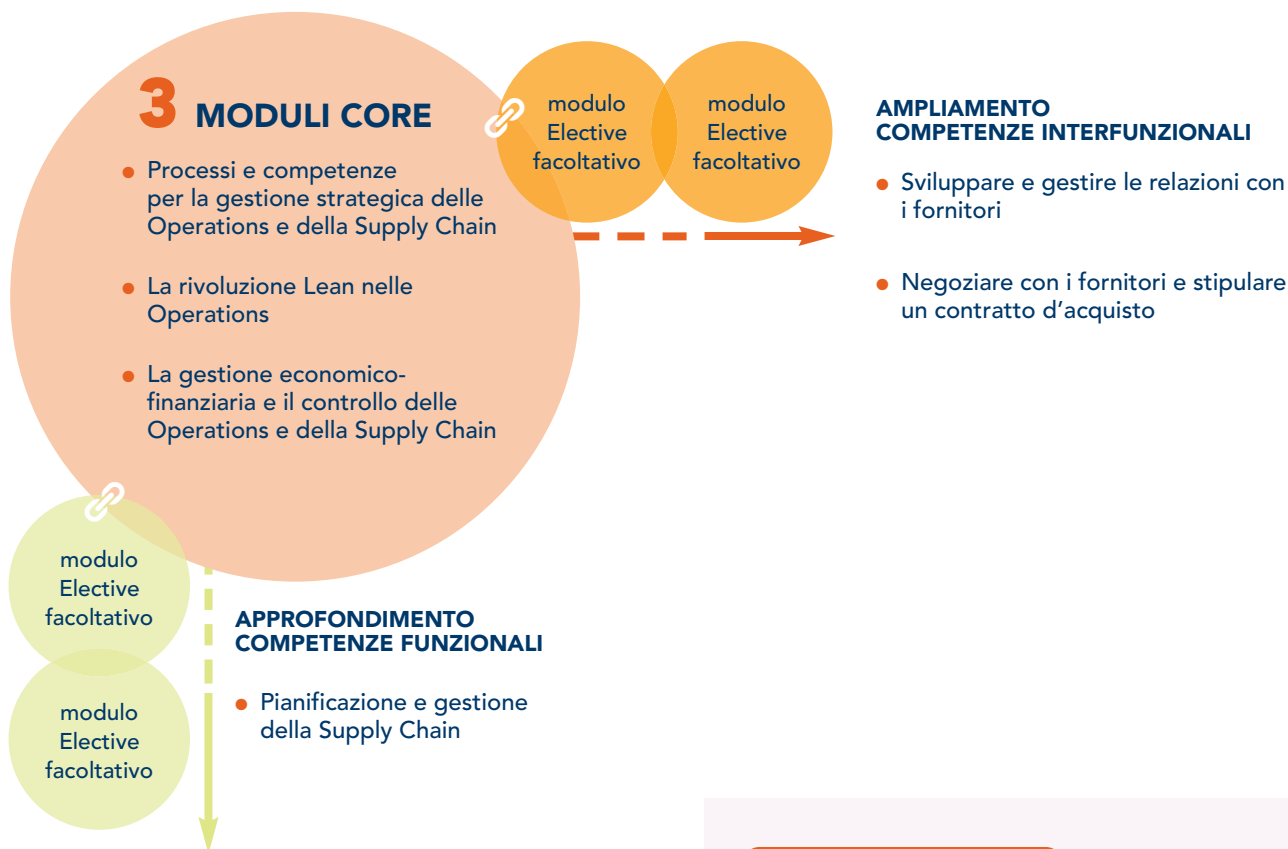 3 MODULI CORE
• Processi e competenze
per la gestione strategica delle
Operations e della Supply Chain
• La rivoluzione Lean nelle
Operations
• La gestione economico-
finanziaria e il controllo delle
Operations e della Supply Chain
modulo
Elective
facoltativo
modulo
Elective
facoltativo
AMPLIAMENTO
COMPETENZE INTERFUNZIONALI
• Sviluppare e gestire le relazioni con
i fornitori
• Negoziare con i fornitori e stipulare
un contratto d’acquisto
modulo
Elective
facoltativo
modulo
Elective
facoltativo
APPROFONDIMENTO
COMPETENZE FUNZIONALI
• Pianificazione e gestione
della Supply Chain